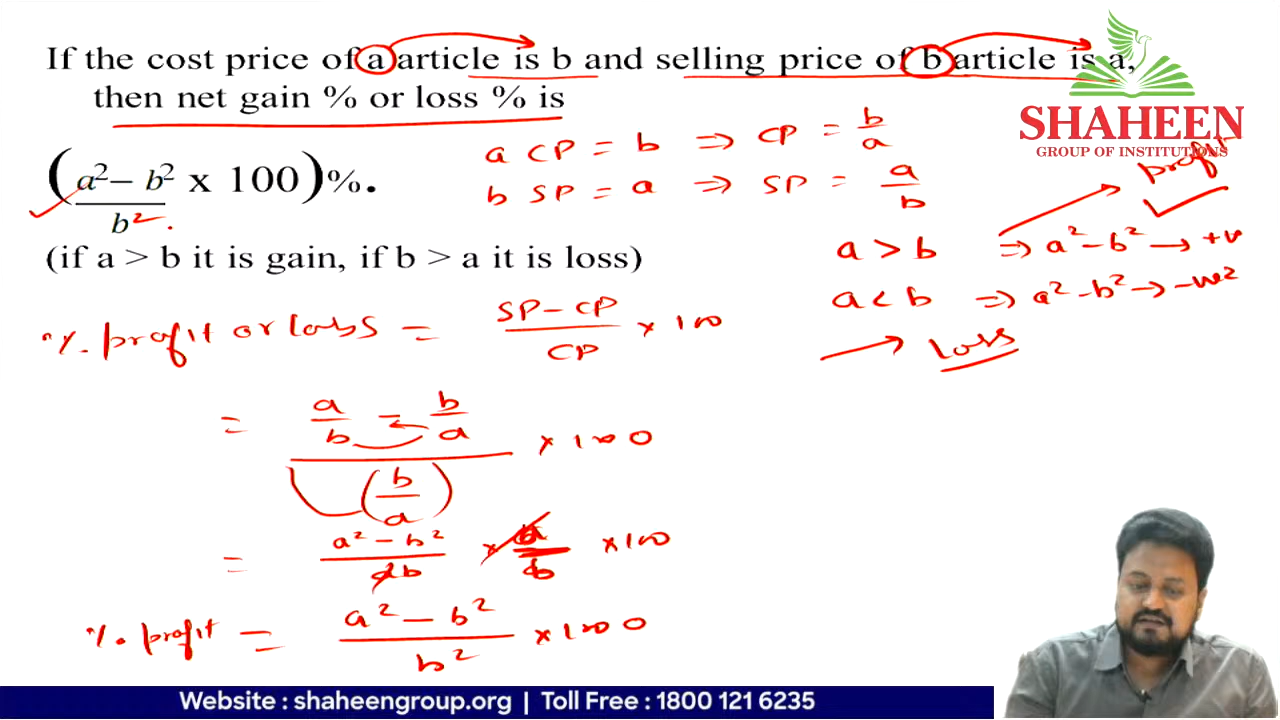 If the cost price of a article is b and selling price of b article is a,
then net gain % or loss % is
SHAHEEN
GROUP OF INSTITUTIONS
a CP = b ⇒ CP = b/a
b SP = a ⇒ SP = a/b
(a² – b²/b² x 100)%.
profit
a > b ⇒ a² – b² → +ve
(if a > b it is gain, if b > a it is loss)
a < b ⇒ a² – b² → -ve
→ loss
% profit or loss = SP – CP/CP × 100
= a/b – b/a/(b/a) × 100
= a² – b²/ab × a/b × 100
% profit = a² – b²/b² × 100
Website : shaheengroup.org | Toll Free : 1800 121 6235